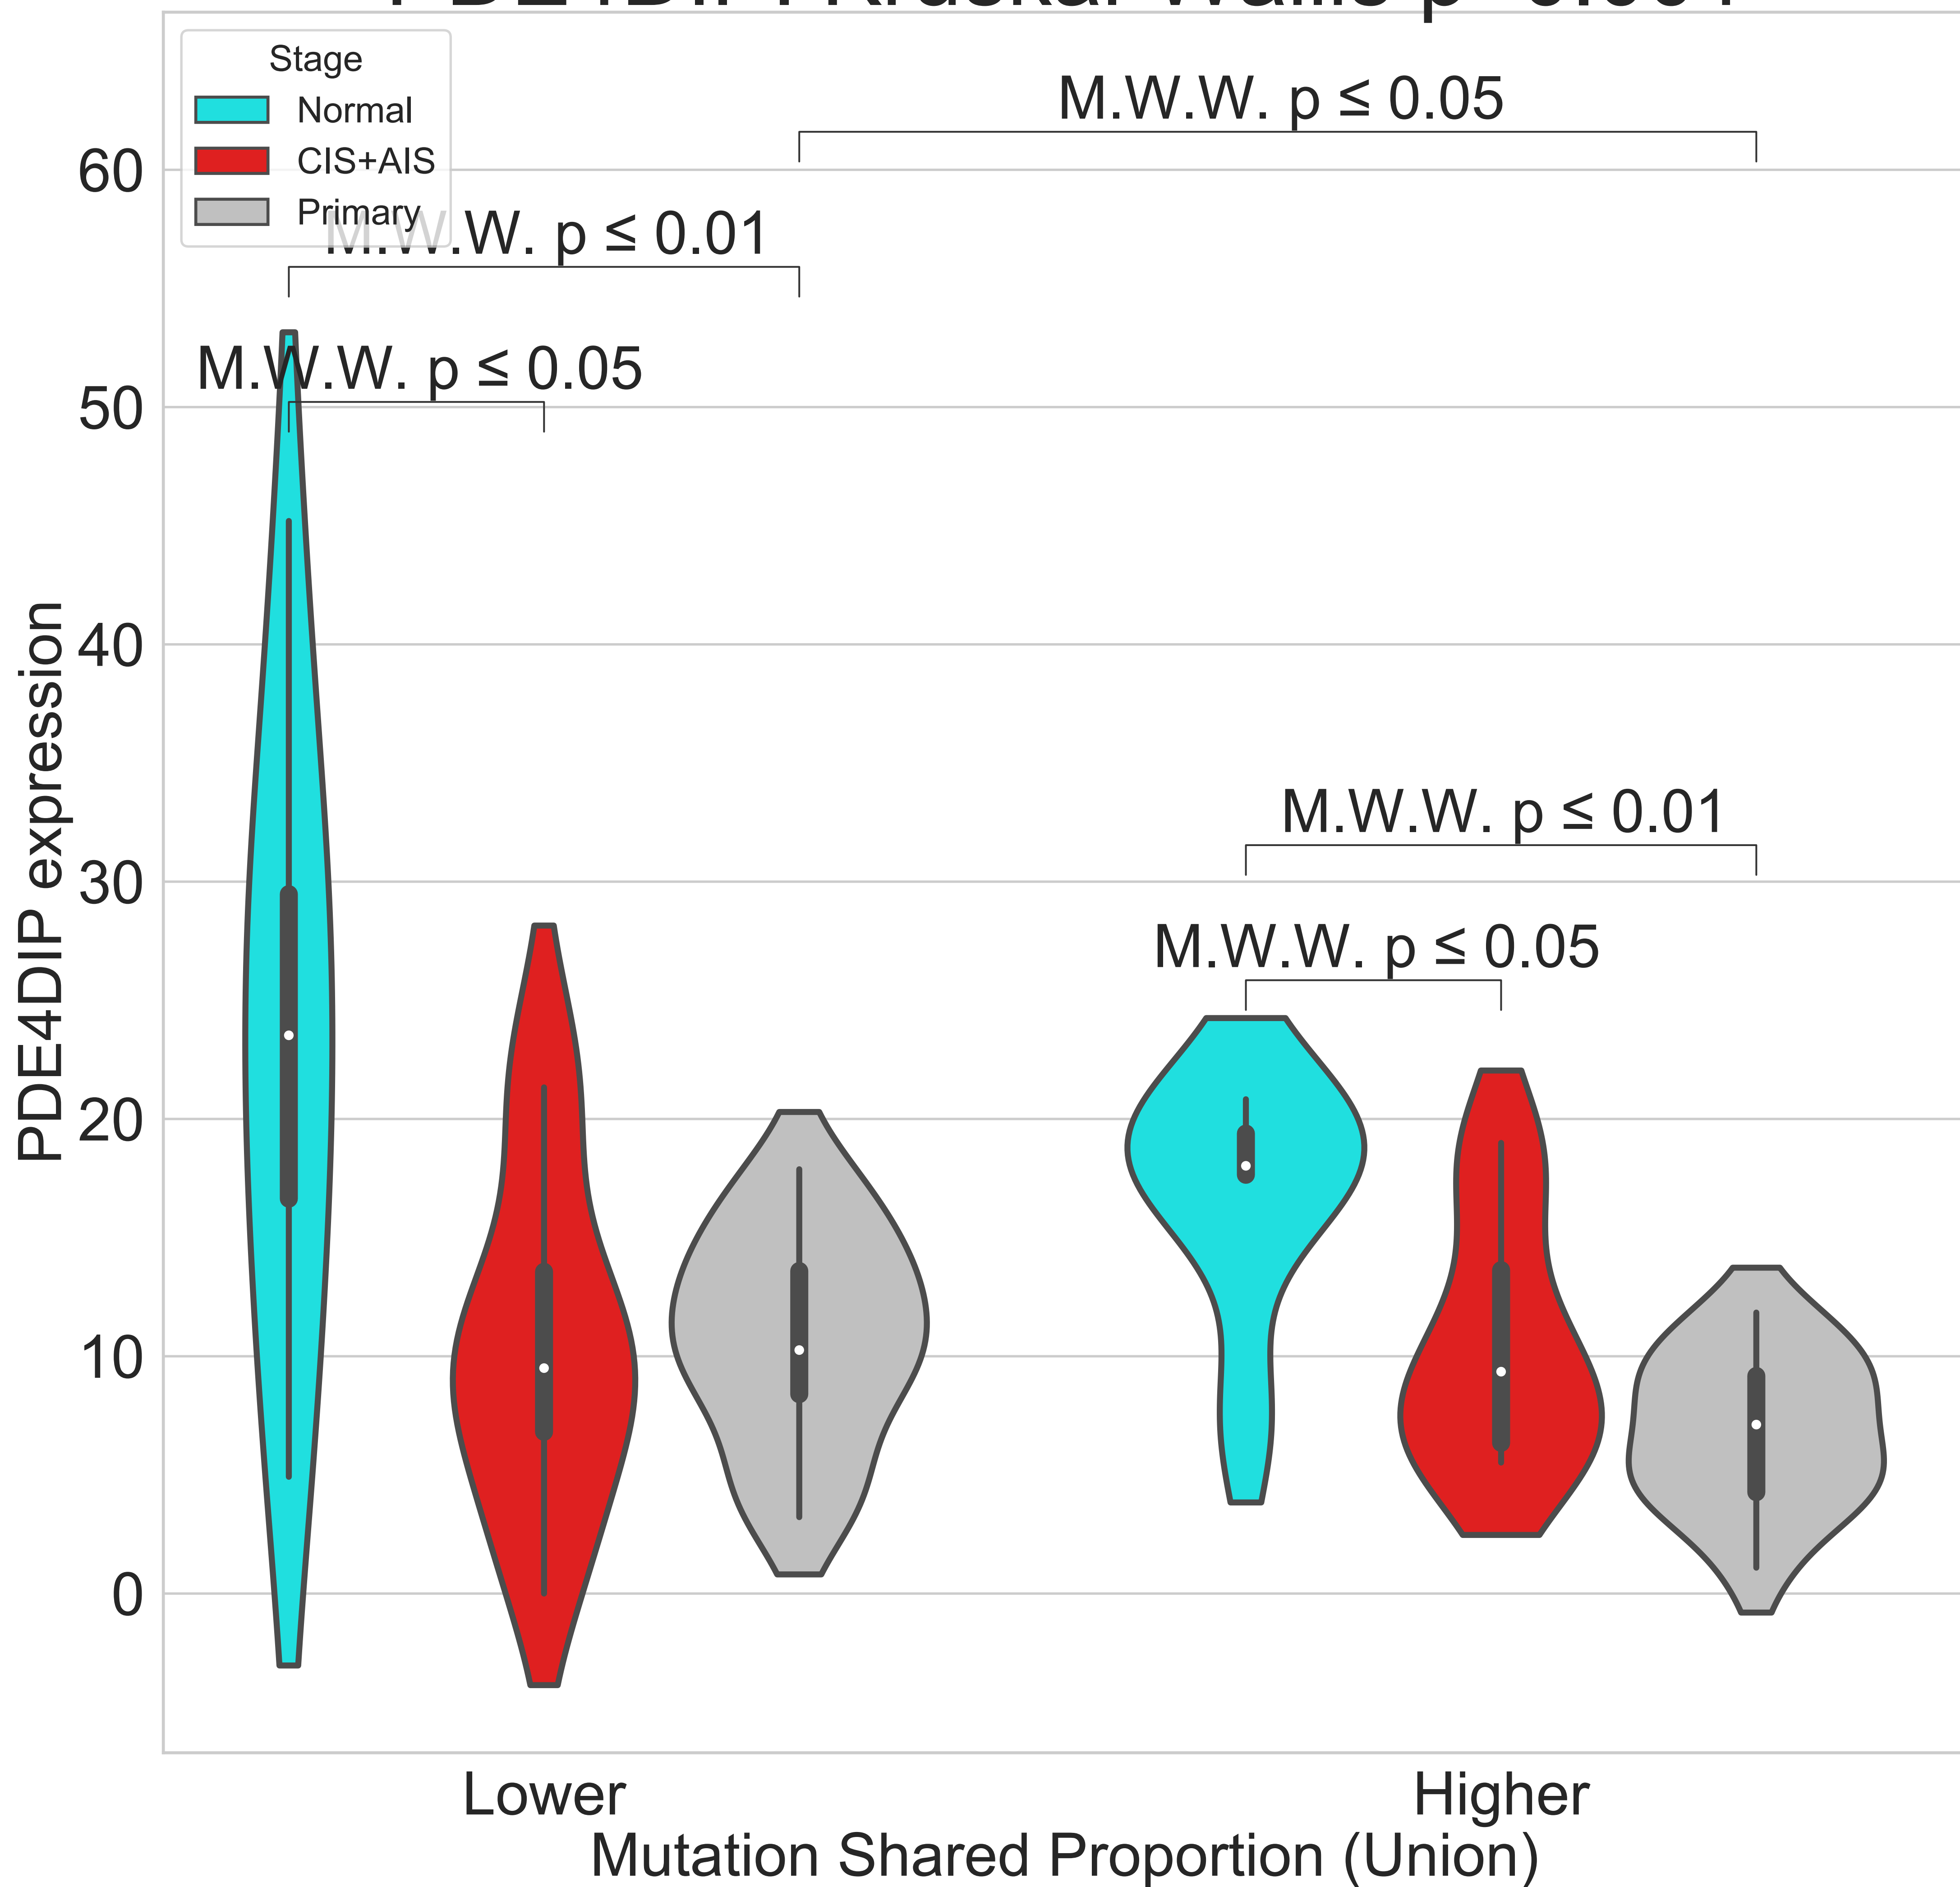 Stage
Normal
CIS+AIS
Primary
M.W.W. p ≤ 0.05
M.W.W. p ≤ 0.01
M.W.W. p ≤ 0.05
M.W.W. p ≤ 0.01
M.W.W. p ≤ 0.05
60
50
40
30
20
10
0
PDE4DIP expression
Lower
Higher
Mutation Shared Proportion (Union)